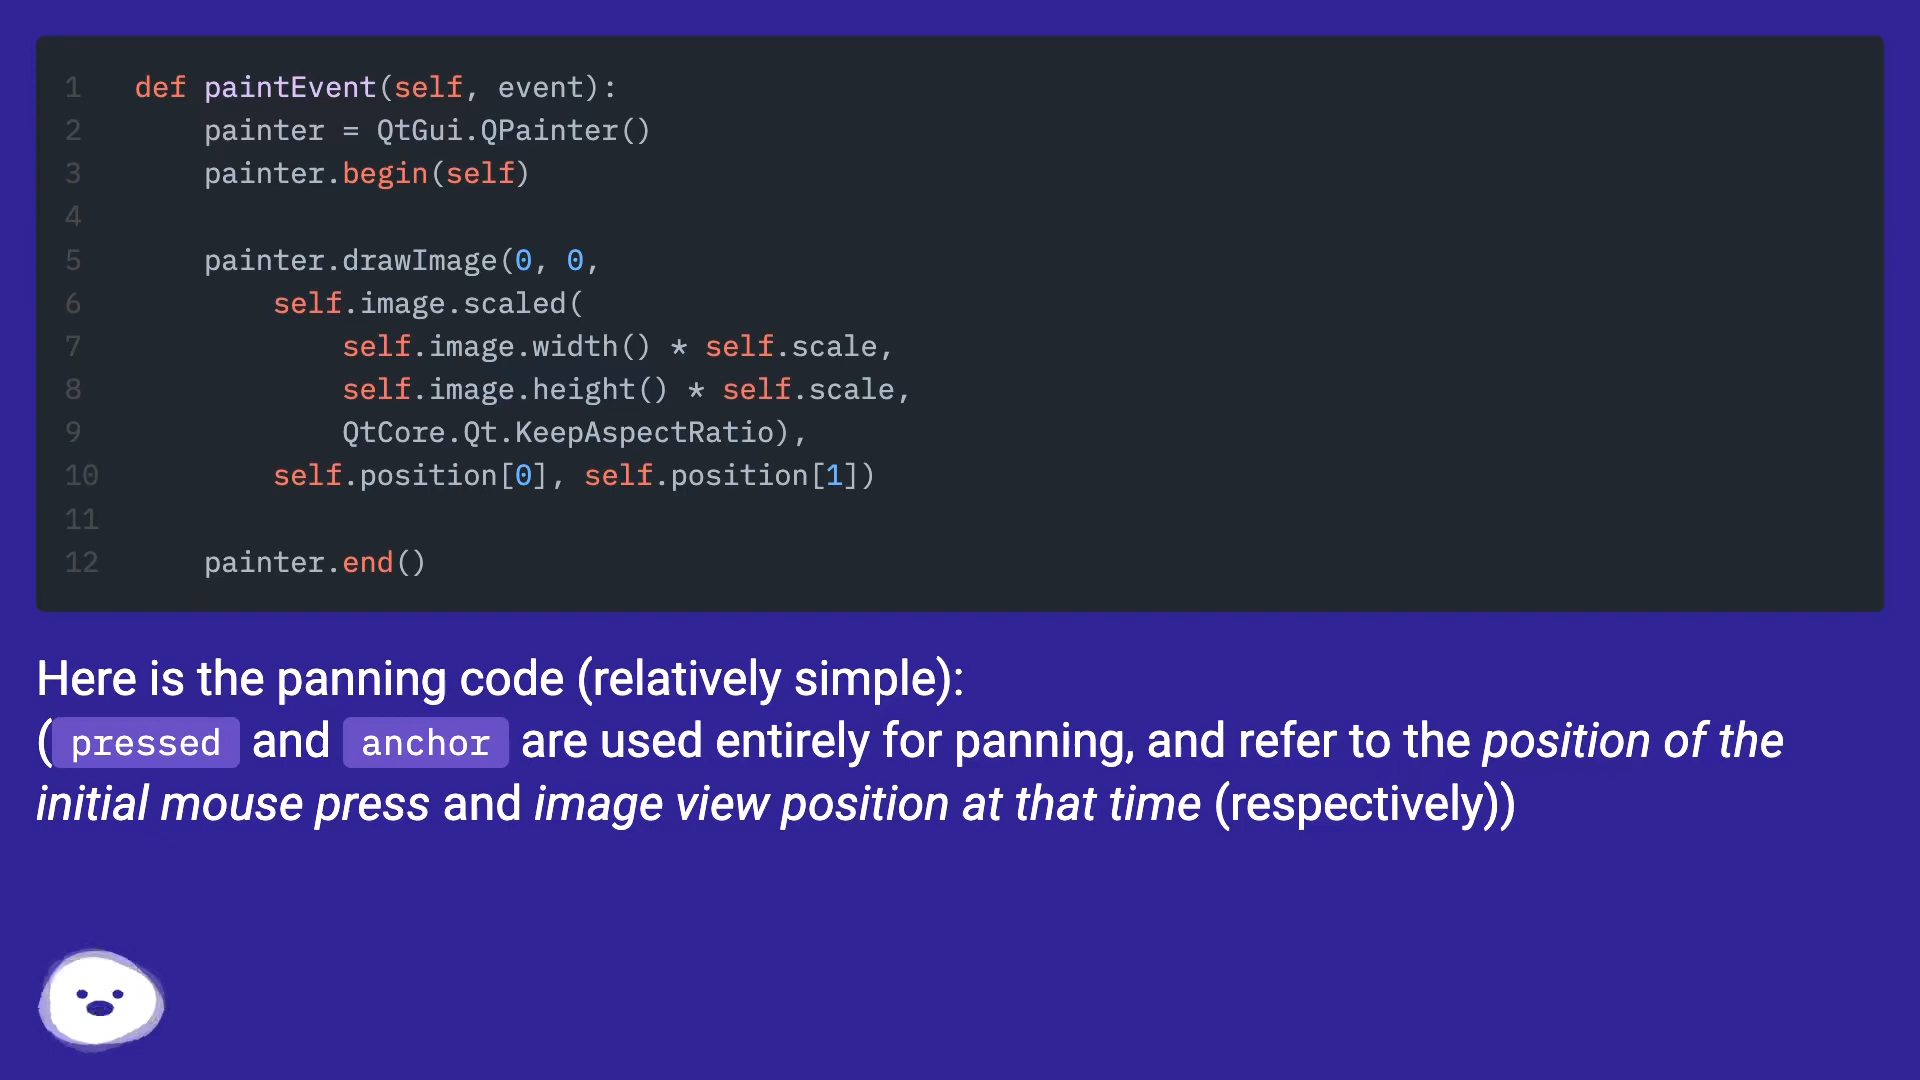 1 def paintEvent(self, event):
2 painter = QtGui.QPainter()
3 painter.begin(self)
4
5 painter.drawImage(0, 0,
6 self.image.scaled(
7 self.image.width() * self.scale,
8 self.image.height() * self.scale,
9 QtCore.Qt.KeepAspectRatio),
10 self.position[0], self.position[1])
11
12 painter.end()
Here is the panning code (relatively simple):
(pressed and anchor are used entirely for panning, and refer to the position of the
initial mouse press and image view position at that time (respectively))